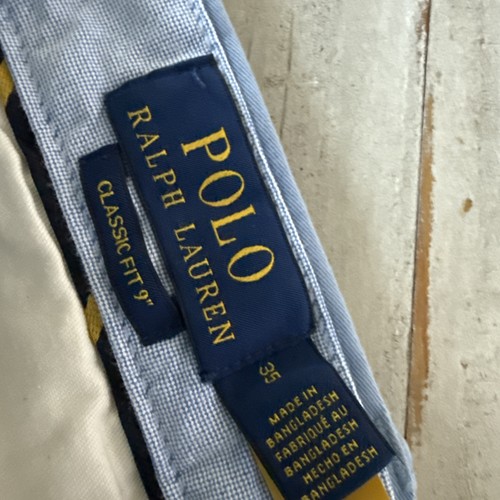 POLO
RALPH LAUREN
CLASSIC FIT 9"
35
MADE IN
BANGLADESH
FABRIQUÉ AU
BANGLADESH
HECHO EN
BANGLADESH